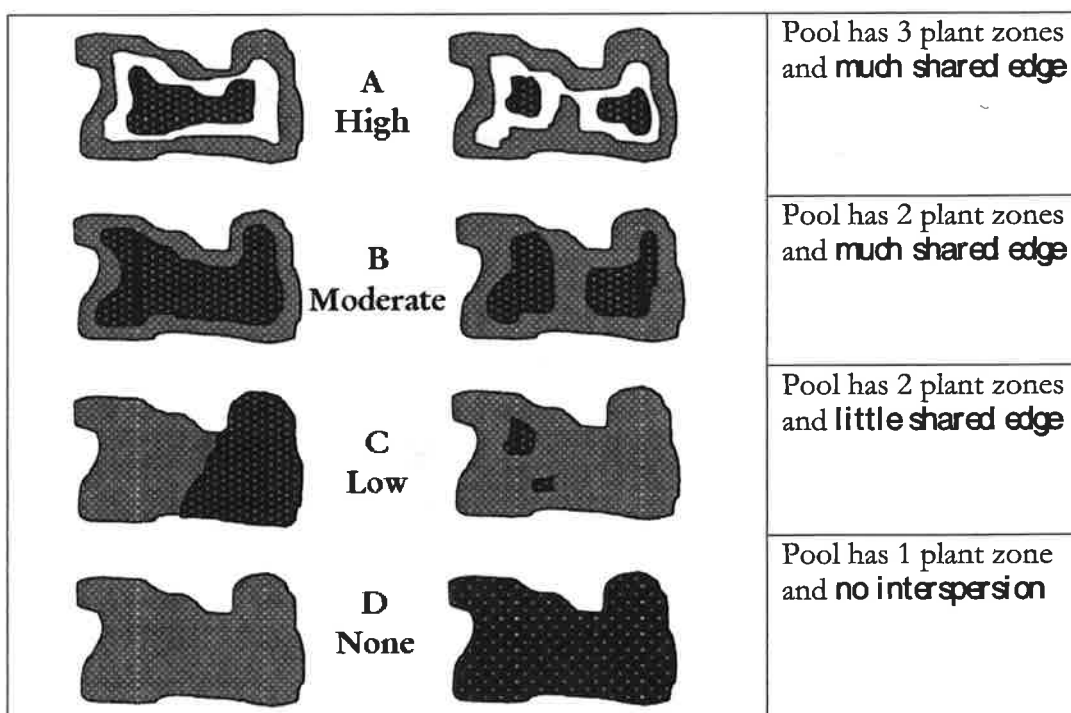 A
High
Pool has 3 plant zones
and much shared edge
B
Moderate
Pool has 2 plant zones
and much shared edge
C
Low
Pool has 2 plant zones
and little shared edge
D
None
Pool has 1 plant zone
and no interspersion